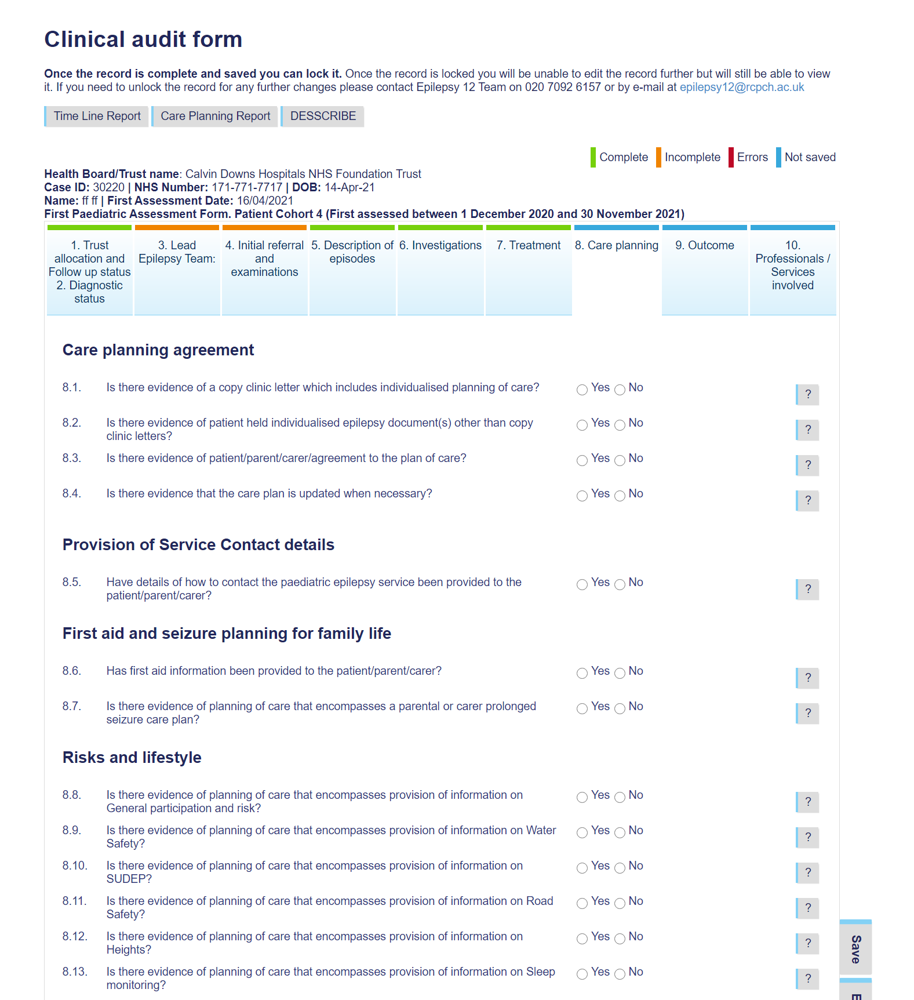 Clinical audit form
Once the record is complete and saved you can lock it. Once the record is locked you will be unable to edit the record further but will still be able to view
it. If you need to unlock the record for any further changes please contact Epilepsy 12 Team on 020 7092 6157 or by e-mail at epilepsy12@rcpch.ac.uk
Time Line Report Care Planning Report DESSCRIBE
Complete Incomplete Errors Not saved
Health Board/Trust name: Calvin Downs Hospitals NHS Foundation Trust
Case ID: 30220 | NHS Number: 171-771-7717 | DOB: 14-Apr-21
Name: ff ff | First Assessment Date: 16/04/2021
First Paediatric Assessment Form. Patient Cohort 4 (First assessed between 1 December 2020 and 30 November 2021)
1. Trust
allocation and
Follow up status
2. Diagnostic
status
3. Lead
Epilepsy Team:
4. Initial referral
and
examinations
5. Description of
episodes
6. Investigations
7. Treatment
8. Care planning
9. Outcome
10.
Professionals /
Services
involved
Care planning agreement
8.1. Is there evidence of a copy clinic letter which includes individualised planning of care? Yes No ?
8.2. Is there evidence of patient held individualised epilepsy document(s) other than copy Yes No ?
clinic letters?
8.3. Is there evidence of patient/parent/carer/agreement to the plan of care? Yes No ?
8.4. Is there evidence that the care plan is updated when necessary? Yes No ?
Provision of Service Contact details
8.5. Have details of how to contact the paediatric epilepsy service been provided to the Yes No ?
patient/parent/carer?
First aid and seizure planning for family life
8.6. Has first aid information been provided to the patient/parent/carer? Yes No ?
8.7. Is there evidence of planning of care that encompasses a parental or carer prolonged Yes No ?
seizure care plan?
Risks and lifestyle
8.8. Is there evidence of planning of care that encompasses provision of information on Yes No ?
General participation and risk?
8.9. Is there evidence of planning of care that encompasses provision of information on Water Yes No ?
Safety?
8.10. Is there evidence of planning of care that encompasses provision of information on Yes No ?
SUDEP?
8.11. Is there evidence of planning of care that encompasses provision of information on Road Yes No ?
Safety?
8.12. Is there evidence of planning of care that encompasses provision of information on Yes No ?
Heights?
8.13. Is there evidence of planning of care that encompasses provision of information on Sleep Yes No ?
monitoring?
Save